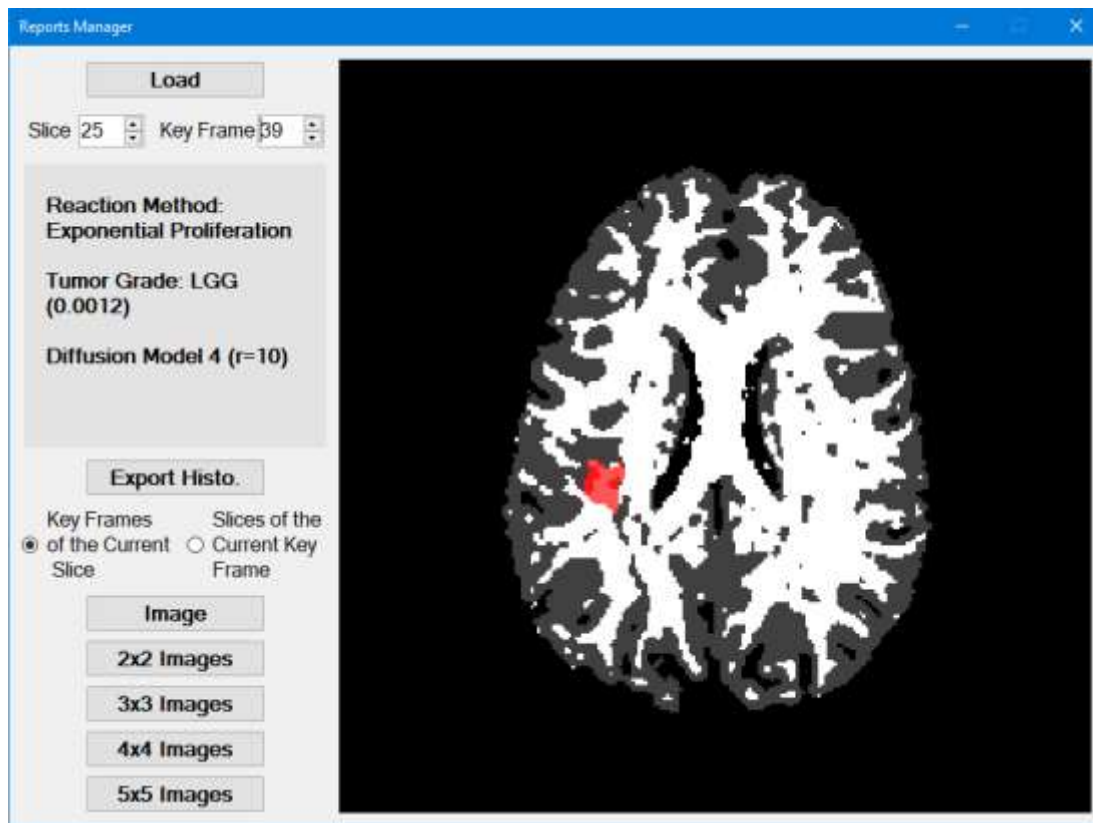 Reports Manager
Load
Slice 25 Key Frame 39
Reaction Method:
Exponential Proliferation
Tumor Grade: LGG
(0.0012)
Diffusion Model 4 (r=10)
Export Histo.
Key Frames
of the Current
Slice
Slices of the
Current Key
Frame
Image
2x2 Images
3x3 Images
4x4 Images
5x5 Images